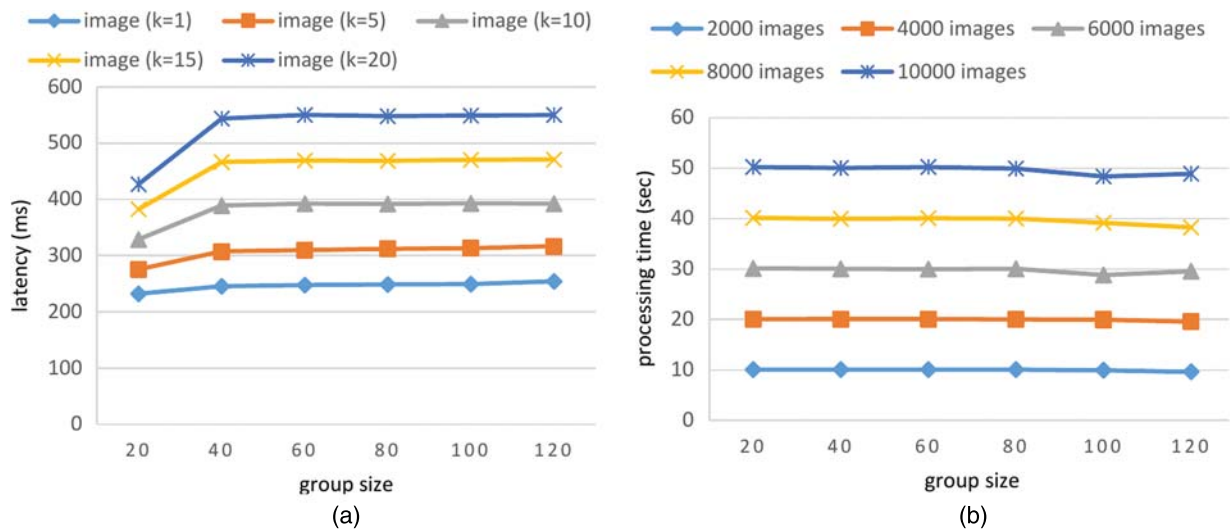 image (k=1) image (k=5) image (k=10)
image (k=15) image (k=20)
600
500
400
300
200
100
0
latency (ms)
20 40 60 80 100 120
group size
(a)
2000 images 4000 images 6000 images
8000 images 10000 images
60
50
40
30
20
10
0
processing time (sec)
20 40 60 80 100 120
group size
(b)